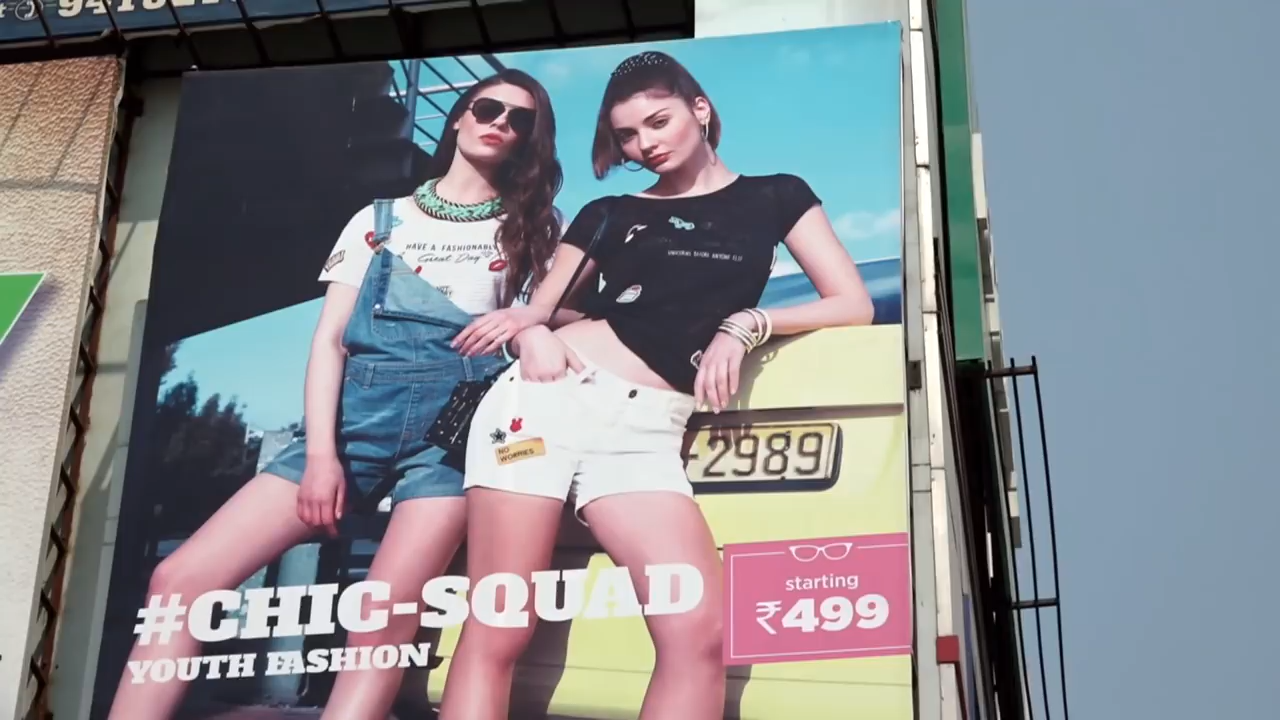 HAVE A FASHIONABLE
Great Day
NO
WORRIES
-2989
#CHIC-SQUAD
YOUTH FASHION
starting
₹499